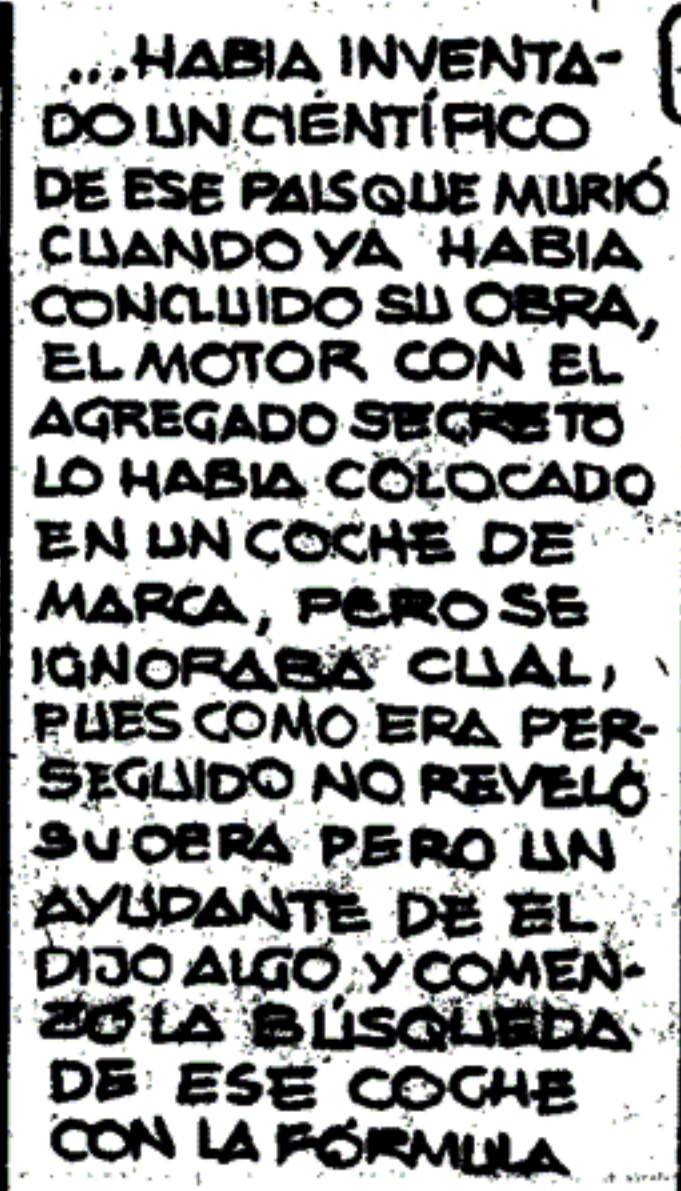 ...HABIA INVENTA-
DO UN CIENTÍFICO
DE ESE PAIS QUE MURIÓ
CUANDO YA HABIA
CONCLUIDO SU OBRA,
EL MOTOR CON EL
AGREGADO SECRETO
LO HABIA COLOCADO
EN UN COCHE DE
MARCA, PERO SE
IGNORABA CUAL,
PUES COMO ERA PER-
SEGUIDO NO REVELÓ
SU OBRA PERO UN
AYUDANTE DE EL
DIJO ALGO Y COMEN-
ZÓ LA BÚSQUEDA
DE ESE COCHE
CON LA FÓRMULA